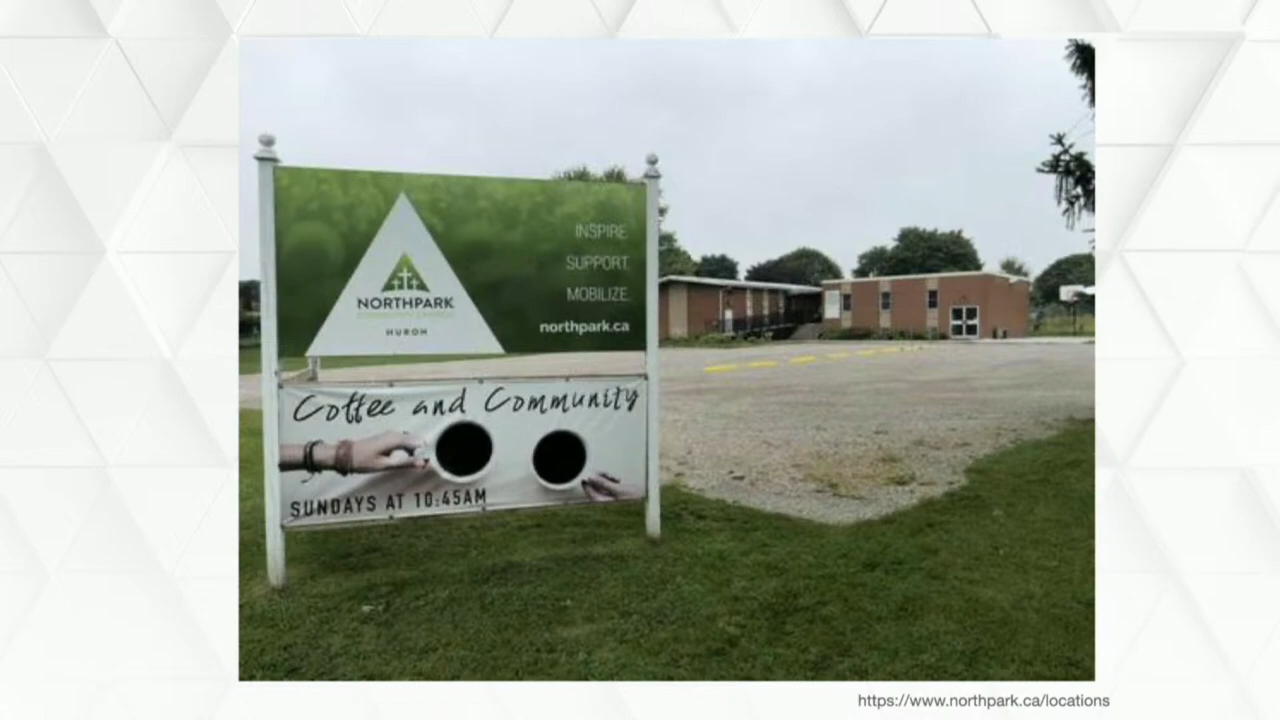 INSPIRE.
SUPPORT.
MOBILIZE.
northpark.ca
NORTHPARK
COMMUNITY CHURCH
HURON
Coffee and Community
SUNDAYS AT 10:45AM
https://www.northpark.ca/locations